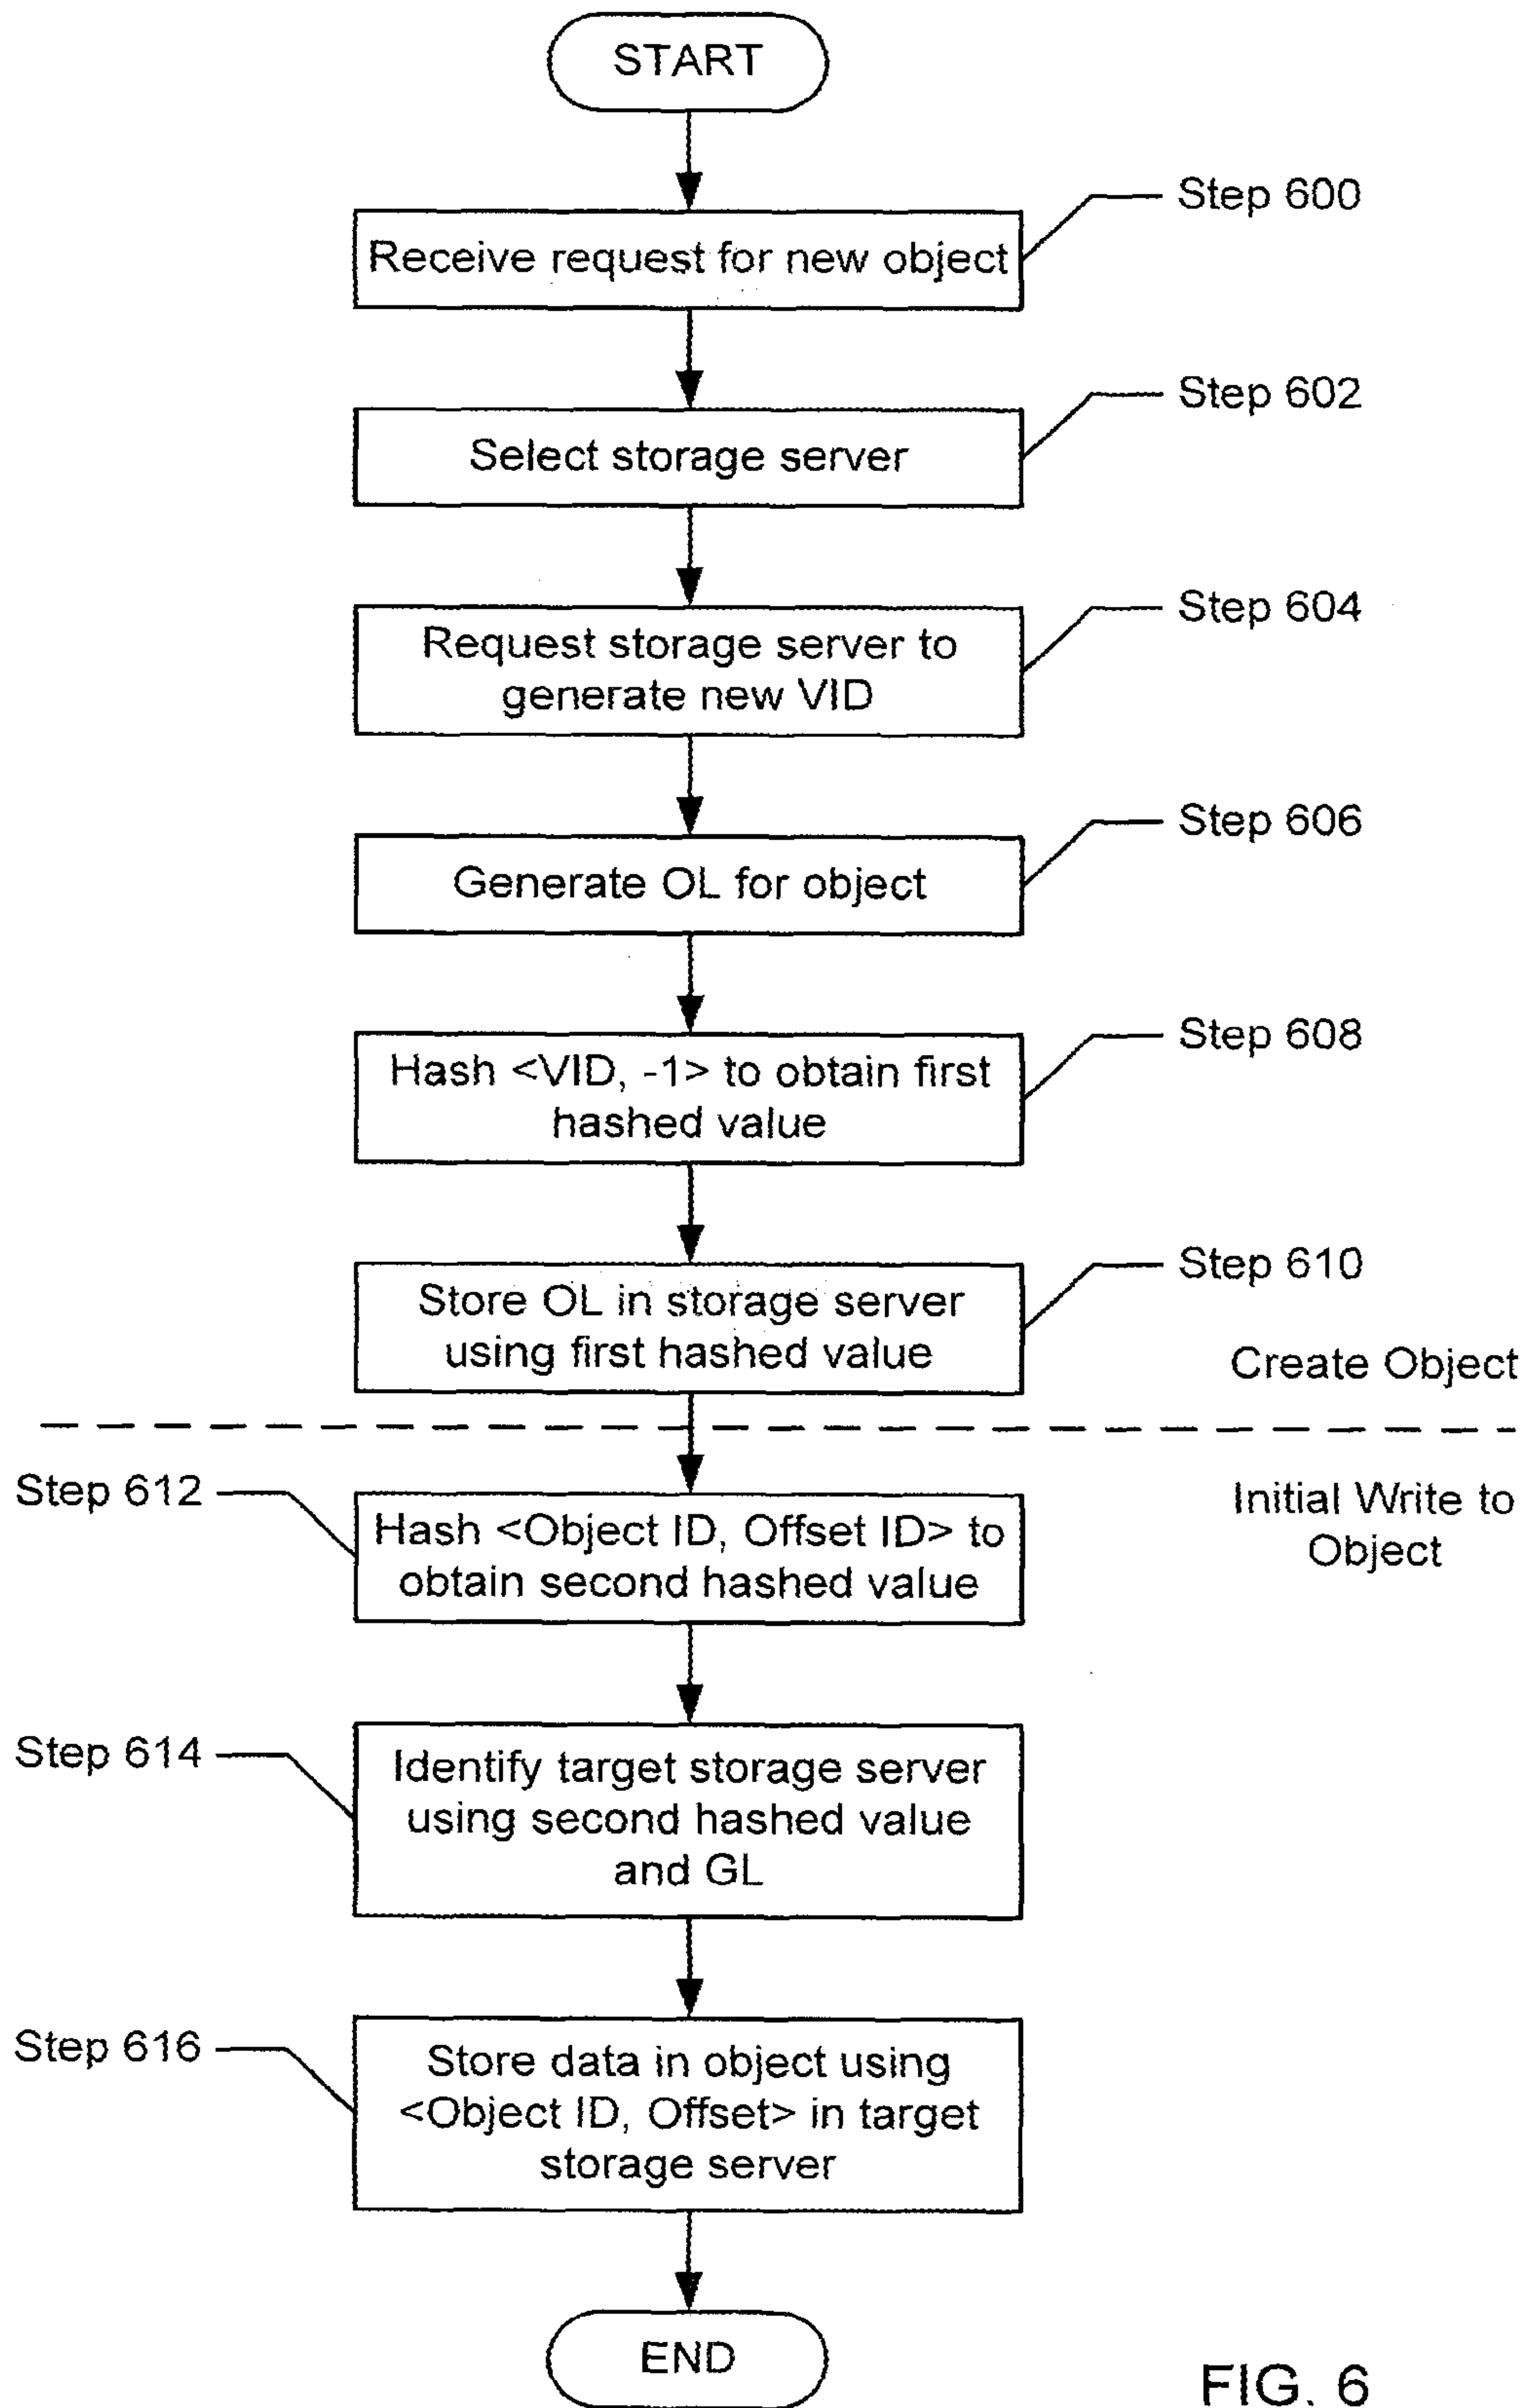 START
Step 600
Receive request for new object
Step 602
Select storage server
Step 604
Request storage server to
generate new VID
Step 606
Generate OL for object
Step 608
Hash <VID, -1> to obtain first
hashed value
Step 610
Store OL in storage server
using first hashed value
Create Object
Step 612
Initial Write to
Object
Hash <Object ID, Offset ID> to
obtain second hashed value
Step 614
Identify target storage server
using second hashed value
and GL
Step 616
Store data in object using
<Object ID, Offset> in target
storage server
END
FIG. 6